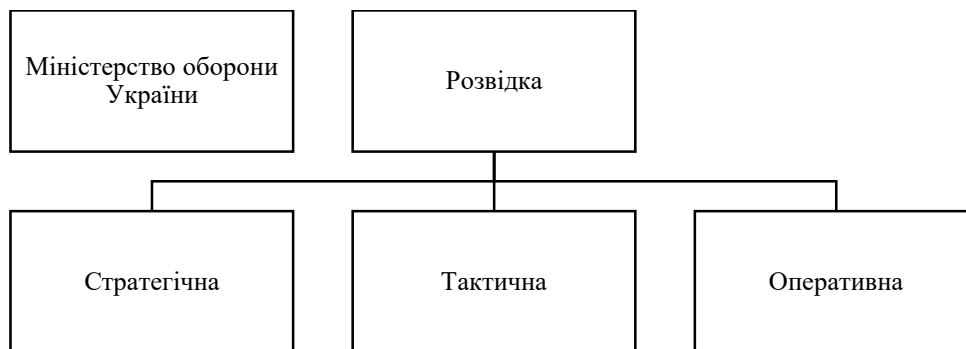 Міністерство оборони
України
Розвідка
Стратегічна
Тактична
Оперативна